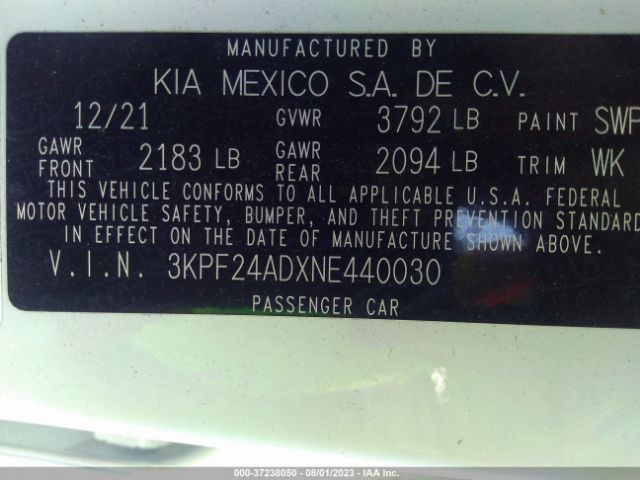 MANUFACTURED BY
KIA MEXICO S.A. DE C.V.
12/21 GVWR 3792 LB PAINT SWP
GAWR FRONT 2183 LB GAWR REAR 2094 LB TRIM WK
THIS VEHICLE CONFORMS TO ALL APPLICABLE U.S.A. FEDERAL
MOTOR VEHICLE SAFETY, BUMPER, AND THEFT PREVENTION STANDARD
IN EFFECT ON THE DATE OF MANUFACTURE SHOWN ABOVE.
V.I.N. 3KPF24ADXNE440030
PASSENGER CAR
000-37238050 - 08/01/2023 - IAA Inc.